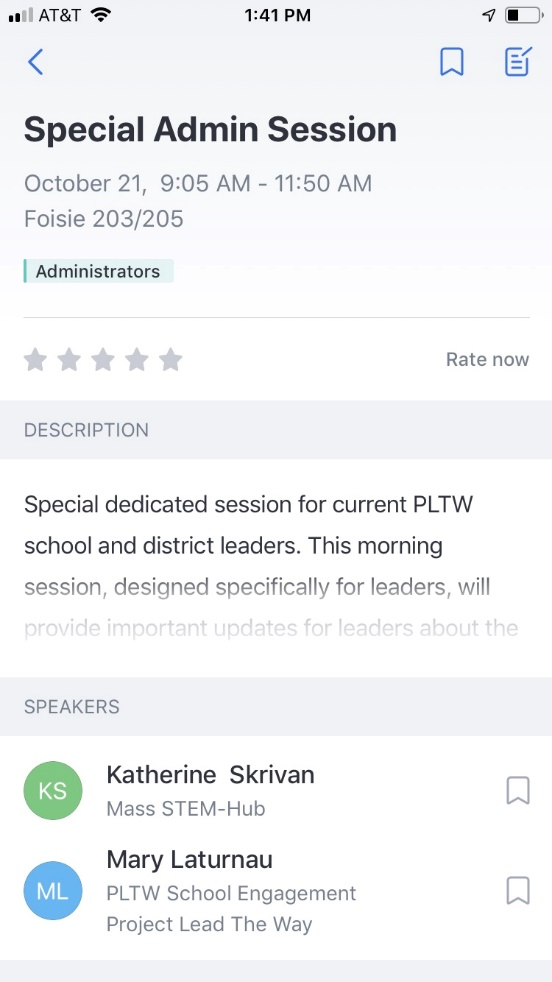 AT&T 1:41 PM
Special Admin Session
October 21, 9:05 AM - 11:50 AM
Foisie 203/205
Administrators
Rate now
DESCRIPTION
Special dedicated session for current PLTW
school and district leaders. This morning
session, designed specifically for leaders, will
provide important updates for leaders about the
SPEAKERS
KS
Katherine Skrivan
Mass STEM-Hub
ML
Mary Laturnau
PLTW School Engagement
Project Lead The Way